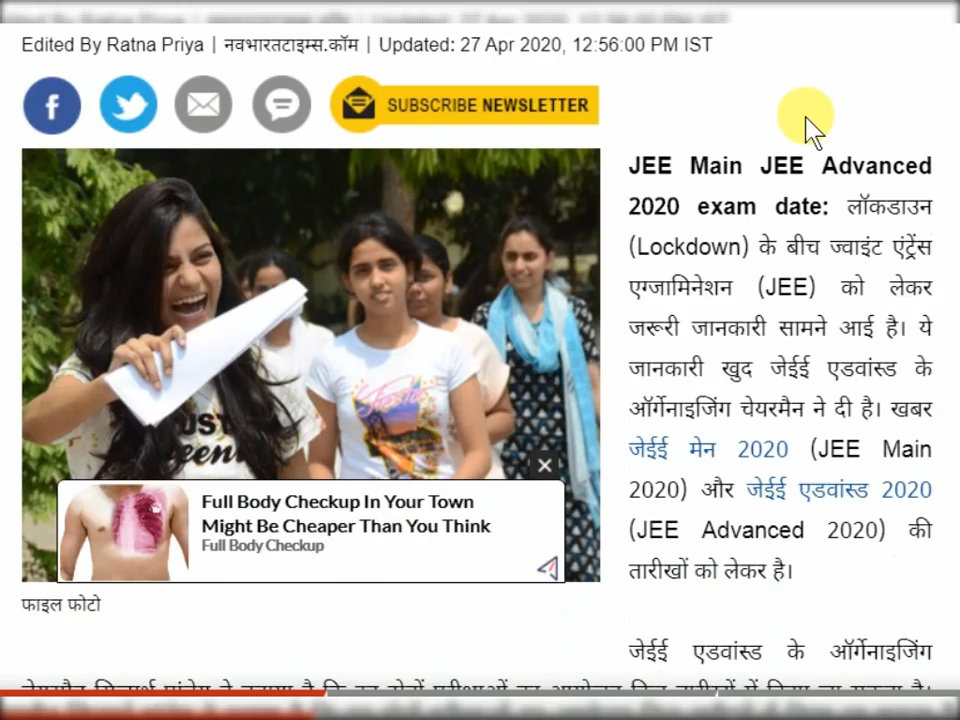 Edited By Ratna Priya | नवभारतटाइम्स.कॉम | Updated: 27 Apr 2020, 12:56:00 PM IST
SUBSCRIBE NEWSLETTER
JEE Main JEE Advanced
2020 exam date: लॉकडाउन
(Lockdown) के बीच ज्वाइंट एंट्रेंस
एग्जामिनेशन (JEE) को लेकर
जरूरी जानकारी सामने आई है। ये
जानकारी खुद जेईई एडवांस्ड के
ऑर्गेनाइजिंग चेयरमैन ने दी है। खबर
जेईई मेन 2020 (JEE Main
2020) और जेईई एडवांस्ड 2020
(JEE Advanced 2020) की
तारीखों को लेकर है।
Fiesta
Full Body Checkup In Your Town
Might Be Cheaper Than You Think
Full Body Checkup
फाइल फोटो
जेईई एडवांस्ड के ऑर्गेनाइजिंग